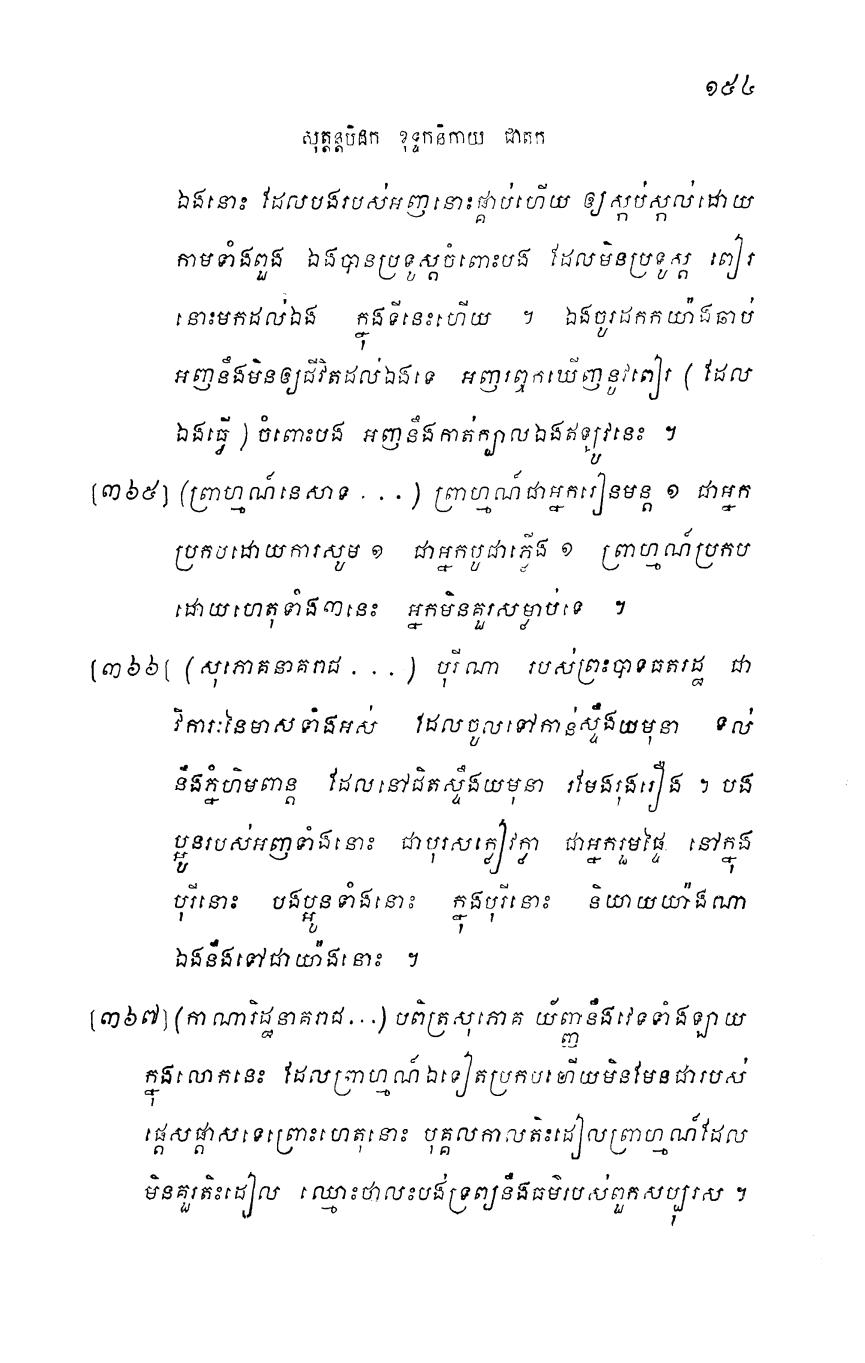 ១៥៤
សុត្តន្តបិដក ខុទ្ទកនិកាយ ជាតក
ឯងនោះ ដែលបងរបស់អញនោះផ្គាប់ហើយ ឲ្យស្កប់ស្កល់ដោយ
កាមទាំងពួង ឯងបានប្រទូស្តចំពោះបង ដែលមិនប្រទូស្ត ពៀរ
នោះមកដល់ឯង ក្នុងទីនេះហើយ ។ ឯងចូរដកកយ៉ាងឆាប់
អញនឹងមិនឲ្យជីវិតដល់ឯងទេ អញរឭកឃើញនូវពៀរ ( ដែល
ឯងធ្វើ ) ចំពោះបង អញនឹងកាត់ក្បាលឯងឥឡូវនេះ ។
[៣៦៥] (ព្រាហ្មណ៍នេសាទ . . . ) ព្រាហ្មណ៍ជាអ្នករៀនមន្ត ១ ជាអ្នក
ប្រកបដោយការសូម ១ ជាអ្នកបូជាភ្លើង ១ ព្រាហ្មណ៍ប្រកប
ដោយហេតុទាំង៣នេះ អ្នកមិនគួរសម្លាប់ទេ ។
[៣៦៦[ (សុភោគនាគរាជ . . . ) បុរីណា របស់ព្រះបាទធតរដ្ឋ ជា
វិការៈនៃមាសទាំងអស់ ដែលចូលទៅកាន់ស្ទឹងយមុនា ទល់
នឹងភ្នំហិមពាន្ត ដែលនៅជិតស្ទឹងយមុនា រមែងរុងរឿង ។ បង
ប្អូនរបស់អញទាំងនោះ ជាបុរសក្លៀវក្លា ជាអ្នករួមផ្ទៃ នៅក្នុង
បុរីនោះ បងប្អូនទាំងនោះ ក្នុងបុរីនោះ និយាយយ៉ាងណា
ឯងនឹងទៅជាយ៉ាងនោះ ។
[៣៦៧] (កាណារិដ្ឋនាគរាជ...) បពិត្រសុភោគ យ័ញ្ញនឹងវេទទាំងឡាយ
ក្នុងលោកនេះ ដែលព្រាហ្មណ៍ឯទៀតប្រកបហើយមិនមែនជារបស់
ផ្តេសផ្តាសទេព្រោះហេតុនោះ បុគ្គលកាលតិះដៀលព្រាហ្មណ៍ដែល
មិនគួរតិះដៀល ឈ្មោះថាលះបង់ទ្រព្យនឹងធម៌របស់ពួកសប្បុរស ។